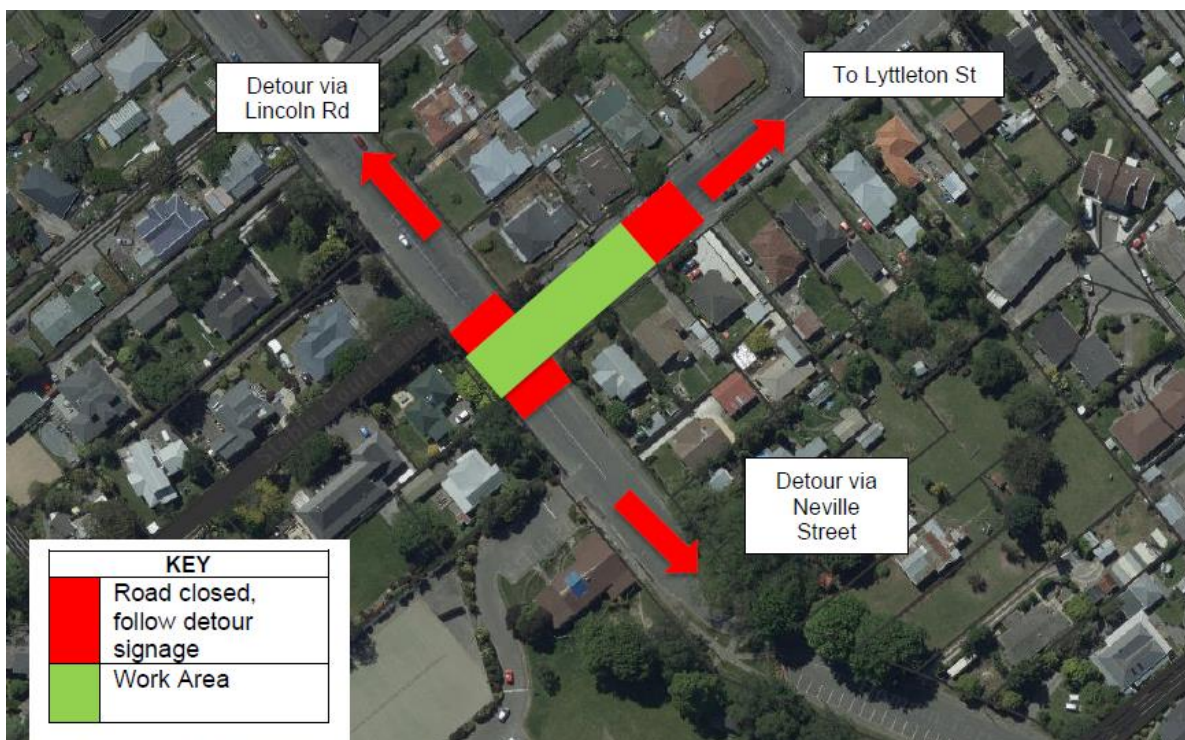 Detour via
Lincoln Rd
To Lyttleton St
Detour via
Neville
Street
KEY
Road closed,
follow detour
signage
Work Area